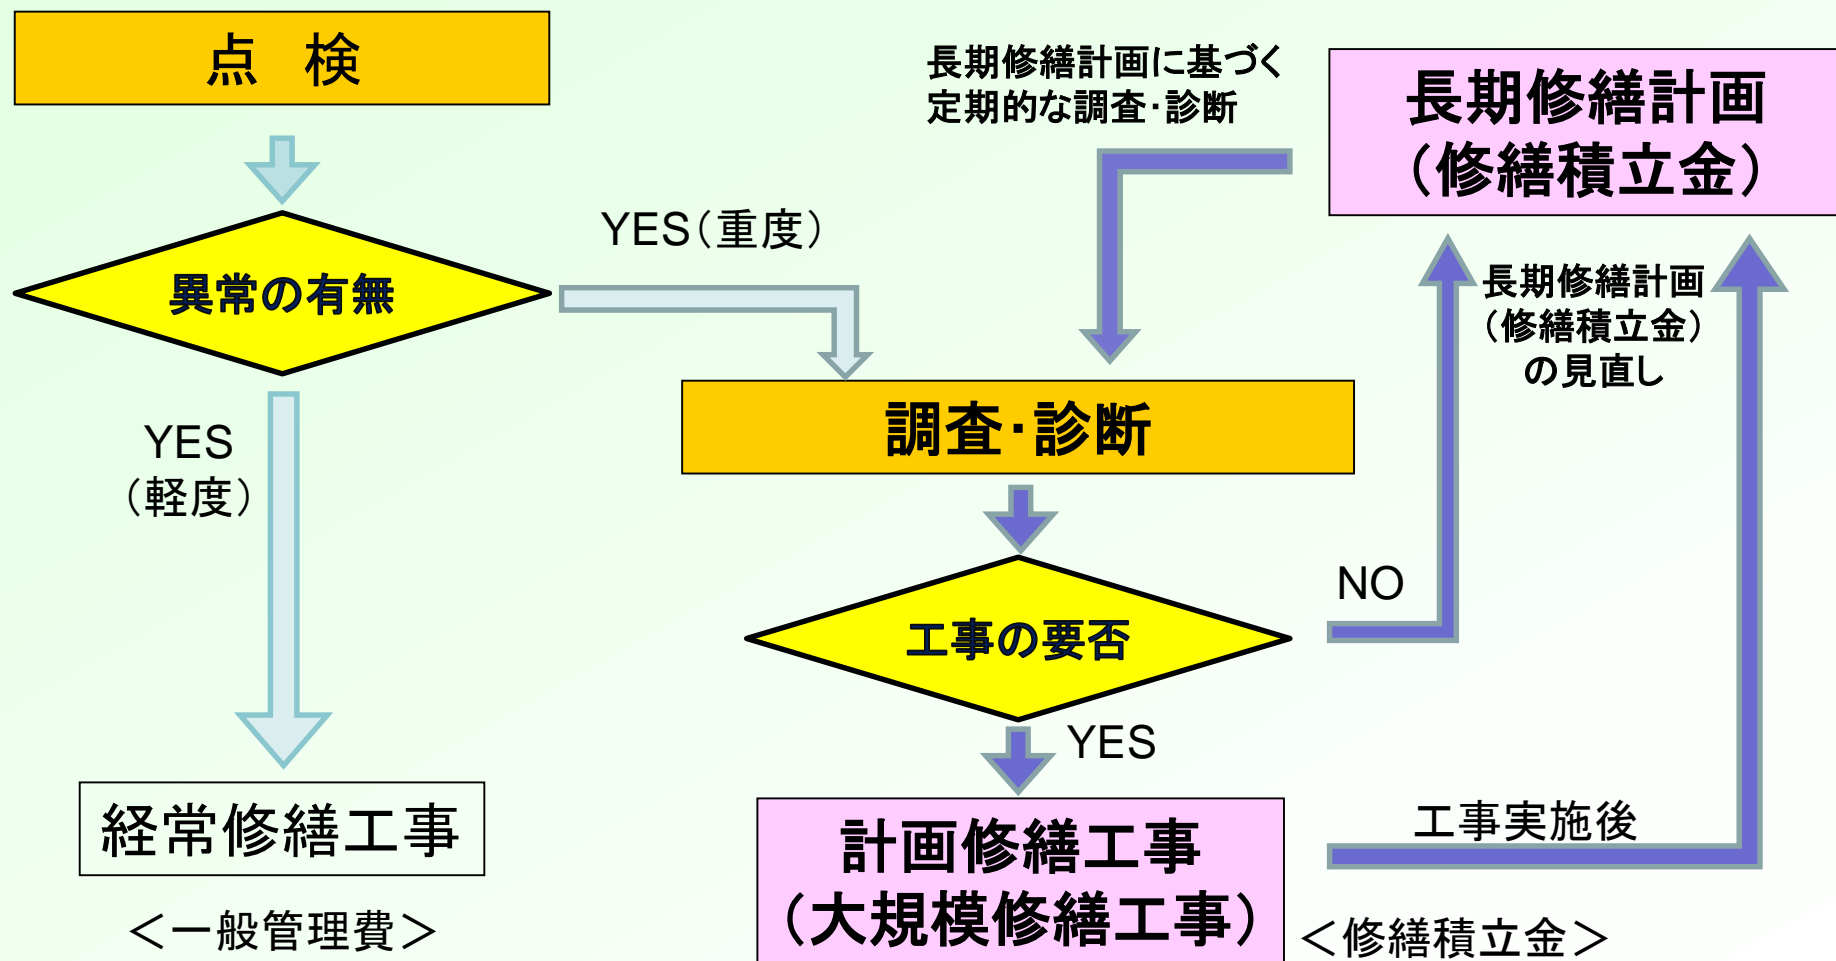 点　検
長期修繕計画に基づく
定期的な調査・診断
長期修繕計画
（修繕積立金）
YES（重度）
異常の有無
長期修繕計画
（修繕積立金）
の見直し
YES
（軽度）
調査・診断
NO
工事の要否
YES
経常修繕工事
計画修繕工事
（大規模修繕工事）
工事実施後
＜一般管理費＞
＜修繕積立金＞